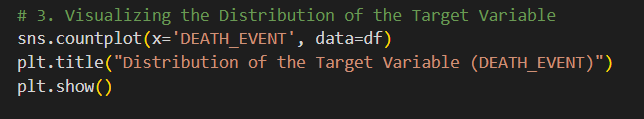 # 3. Visualizing the Distribution of the Target Variable
sns.countplot(x='DEATH_EVENT', data=df)
plt.title("Distribution of the Target Variable (DEATH_EVENT)")
plt.show()